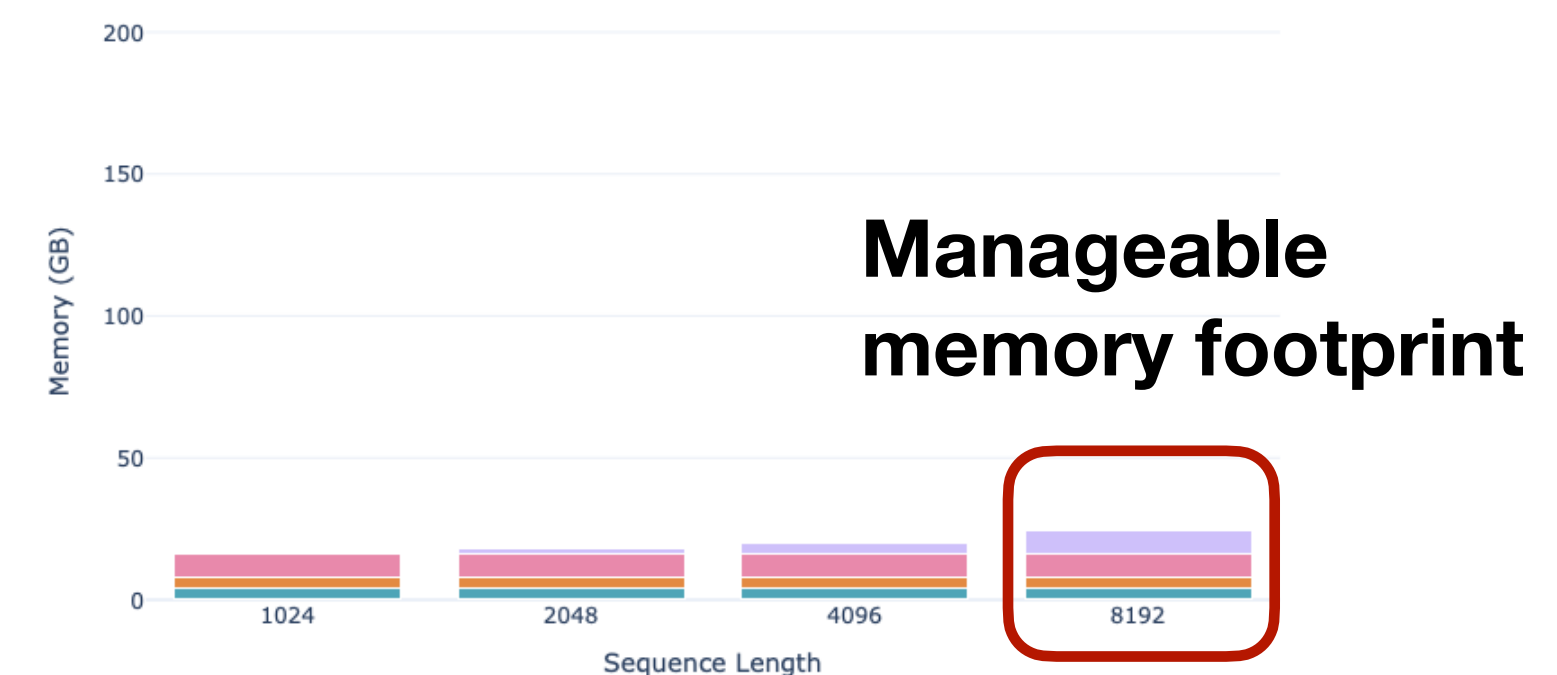 200
150
100
50
0
Memory (GB)
Manageable
memory footprint
1024
2048
4096
8192
Sequence Length